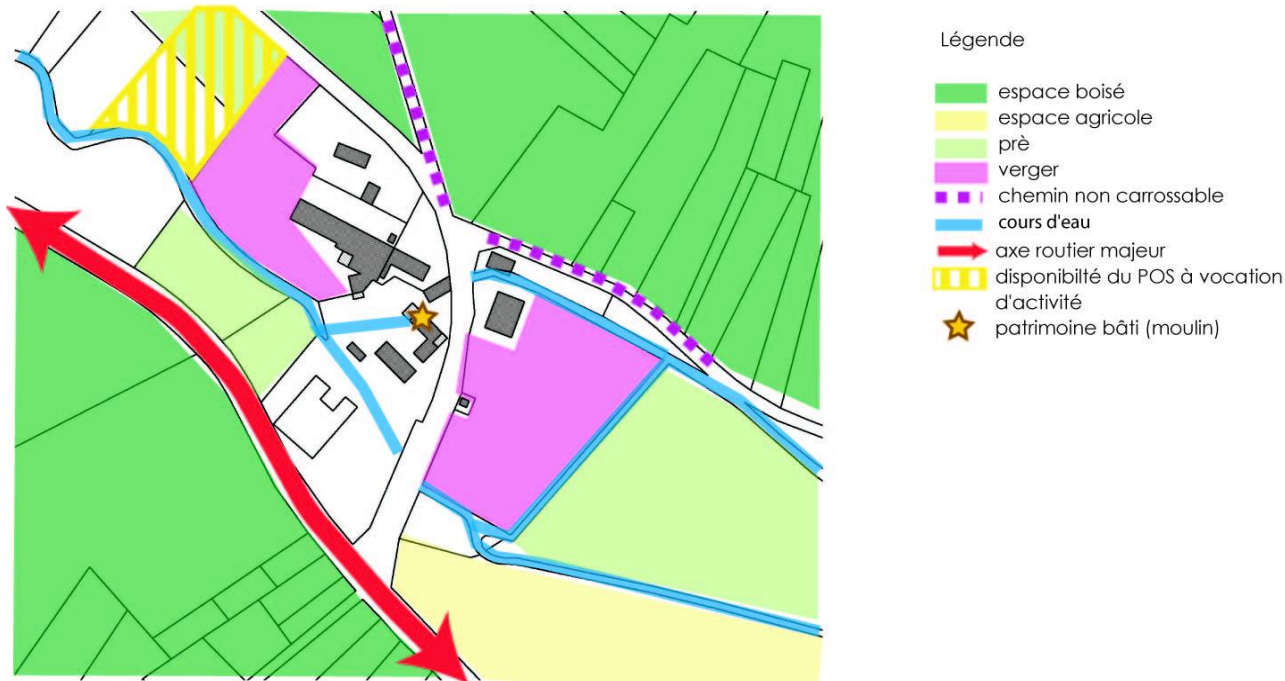 Légende
espace boisé
espace agricole
prè
verger
chemin non carrossable
cours d'eau
axe routier majeur
disponibilté du POS à vocation
d'activité
patrimoine bâti (moulin)